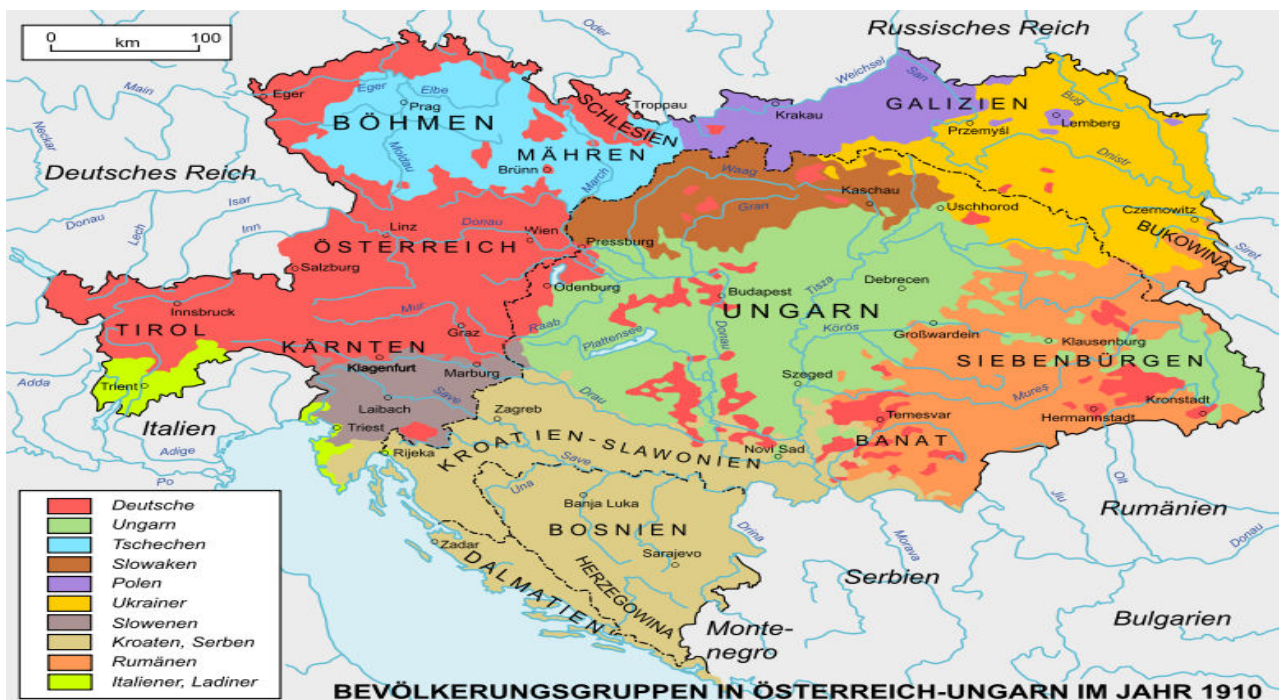 0 100
km
Russisches Reich
Oder
Weichsel
San
Main
Eger
Eger
Elbe
Prag
BÖHMEN
Moldau
SCHLESIEN
Troppau
Krakau
GALIZIEN
Bug
Przemyśl
Lemberg
Neckar
MÄHREN
Brünn
March
Dnistr
Deutsches Reich
Waag
Kaschau
Gran
Uschhorod
Czernowitz
BUKOWINA
Siret
Donau
Lech
Isar
Inn
Linz
Donau
Wien
Pressburg
ÖSTERREICH
Salzburg
Ödenburg
Budapest
Tisza
Debrecen
Innsbruck
Mur
Raab
UNGARN
TIROL
Graz
Plattensee
Donau
Körös
Großwardein
Klausenburg
KÄRNTEN
SIEBENBÜRGEN
Klagenfurt
Marburg
Adda
Trient
Szeged
Mureş
Save
Drau
Laibach
Zagreb
Temesvar
Hermannstadt
Kronstadt
Italien
Triest
Adige
Rijeka
KROATIEN-SLAWONIEN
Novi Sad
BANAT
Po
Save
Una
Banja Luka
BOSNIEN
Drina
Morava
Jiu
Olt
Rumänien
Donau
Zadar
Sarajevo
DALMATIEN
HERZEGOWINA
Serbien
Bulgarien
Monte-
negro
Deutsche
Ungarn
Tschechen
Slowaken
Polen
Ukrainer
Slowenen
Kroaten, Serben
Rumänen
Italiener, Ladiner
BEVÖLKERUNGSGRUPPEN IN ÖSTERREICH-UNGARN IM JAHR 1910